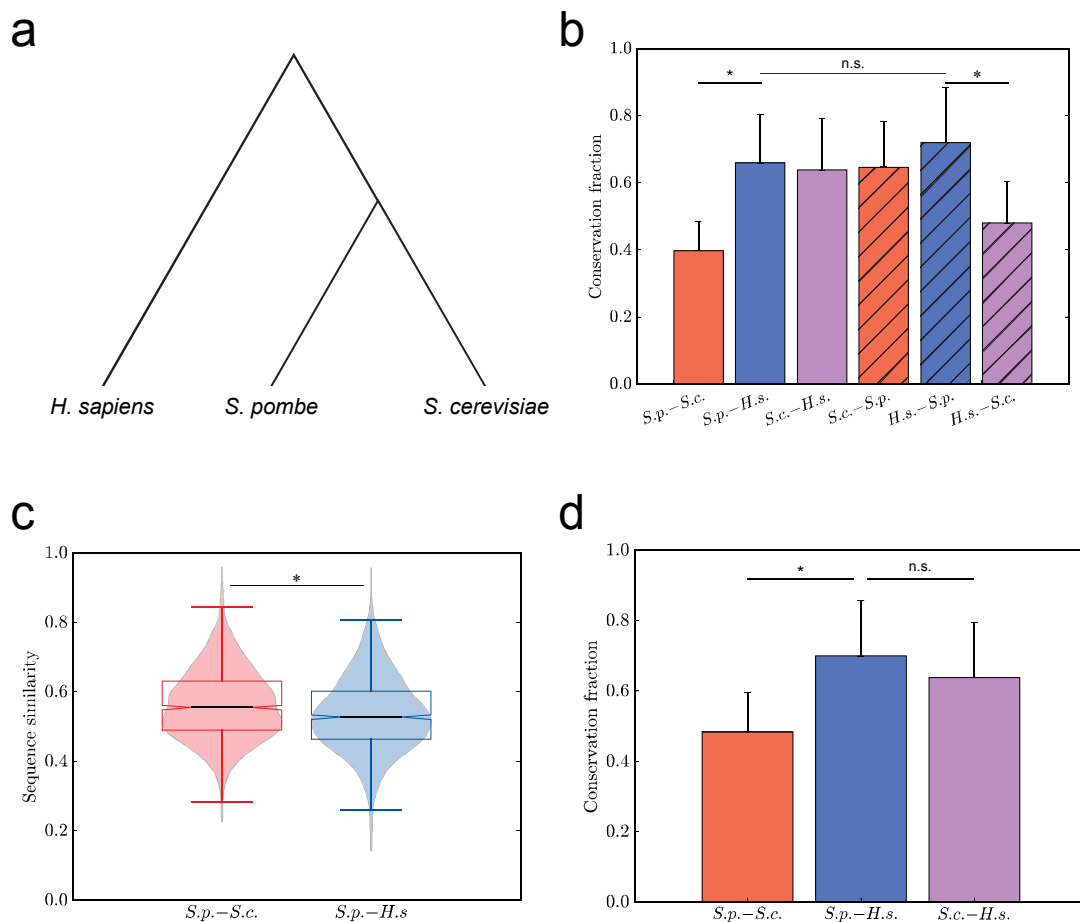 a
H. sapiens
S. pombe
S. cerevisiae
b
Conservation fraction
1.0
0.8
0.6
0.4
0.2
0.0
*
n.s.
*
S.p.–S.c.
S.p.–H.s.
S.c.–H.s.
S.c.–S.p.
H.s.–S.p.
H.s.–S.c.
c
Sequence similarity
1.0
0.8
0.6
0.4
0.2
0.0
*
S.p.–S.c.
S.p.–H.s
d
Conservation fraction
1.0
0.8
0.6
0.4
0.2
0.0
*
n.s.
S.p.–S.c.
S.p.–H.s.
S.c.–H.s.